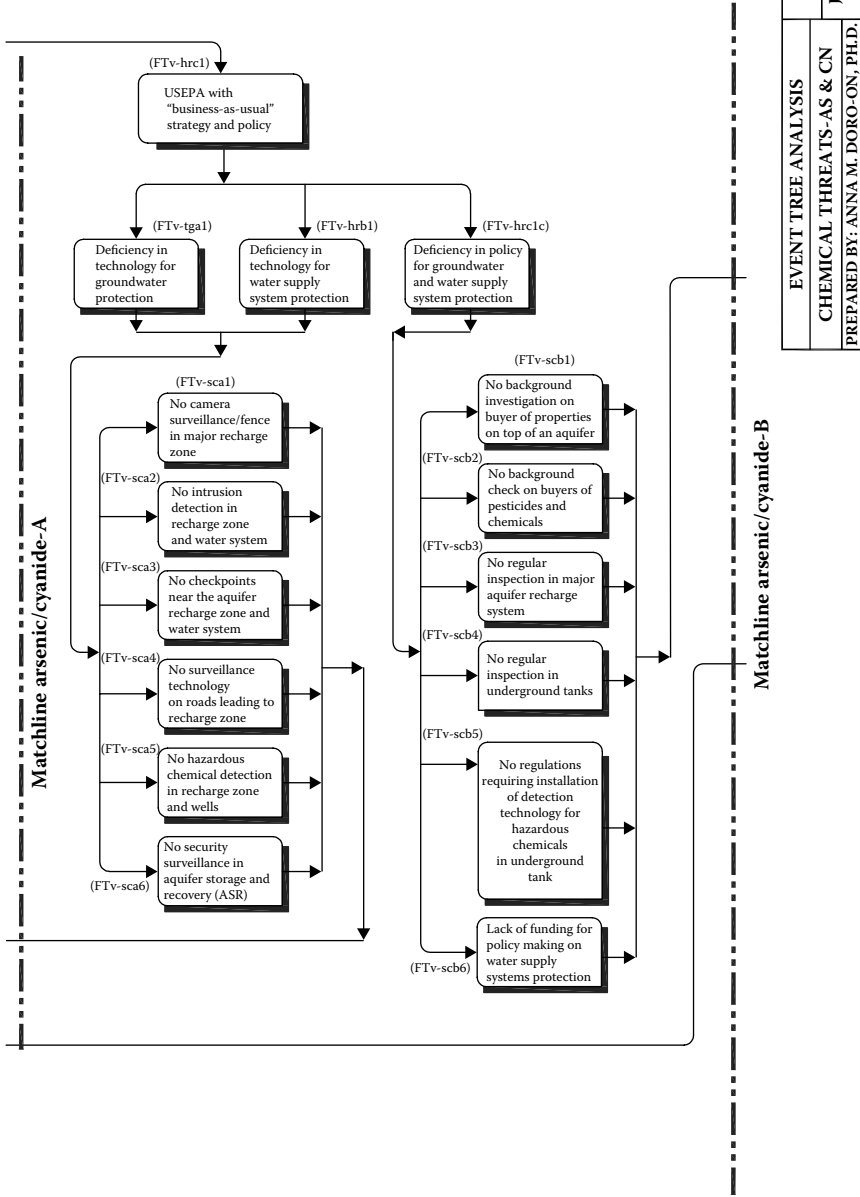 (FTv-hrc1)
USEPA with
“business-as-usual”
strategy and policy
(FTv-tga1)
Deficiency in
technology for
groundwater
protection
(FTv-hrb1)
Deficiency in
technology for
water supply
system protection
(FTv-hrc1c)
Deficiency in policy
for groundwater
and water supply
system protection
(FTv-sca1)
No camera
surveillance/fence
in major recharge
zone
(FTv-sca2)
No intrusion
detection in
recharge zone
and water system
(FTv-sca3)
No checkpoints
near the aquifer
recharge zone and
water system
(FTv-sca4)
No surveillance
technology
on roads leading to
recharge zone
(FTv-sca5)
No hazardous
chemical detection
in recharge zone
and wells
(FTv-sca6)
No security
surveillance in
aquifer storage and
recovery (ASR)
(FTv-scb1)
No background
investigation on
buyer of properties
on top of an aquifer
(FTv-scb2)
No background
check on buyers of
pesticides and
chemicals
(FTv-scb3)
No regular
inspection in major
aquifer recharge
system
(FTv-scb4)
No regular
inspection in
underground tanks
(FTv-scb5)
No regulations
requiring installation
of detection
technology for
hazardous
chemicals
in underground
tank
(FTv-scb6)
Lack of funding for
policy making on
water supply
systems protection
Matchline arsenic/cyanide-A
Matchline arsenic/cyanide-B
EVENT TREE ANALYSIS
CHEMICAL THREATS-AS & CN
PREPARED BY: ANNA M. DORO-ON, PH.D.